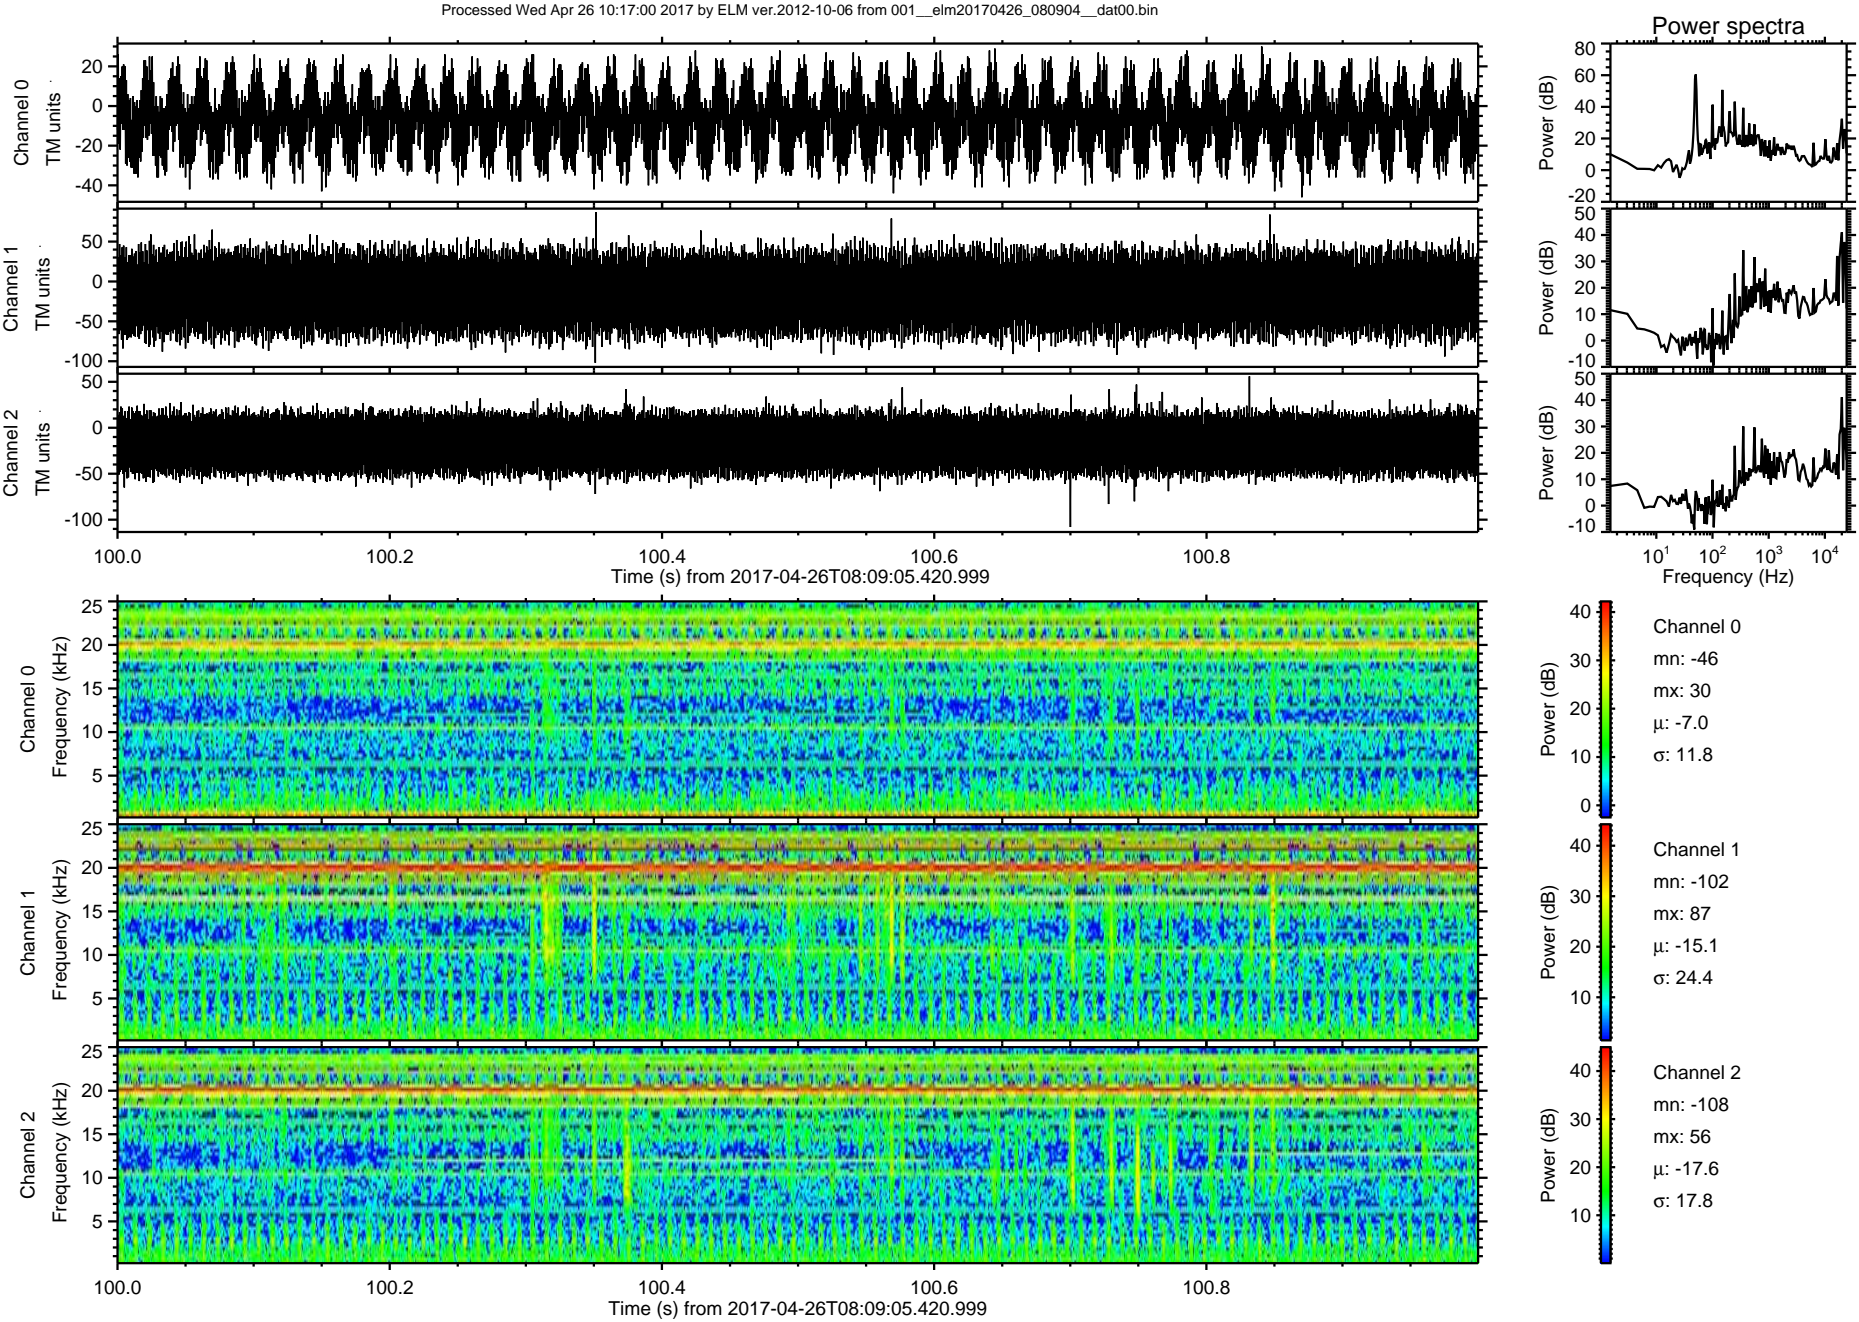 Processed Wed Apr 26 10:17:00 2017 by ELM ver.2012-10-06 from 001__elm20170426_080904__dat00.bin
Power spectra
Channel 0
TM units
20
0
-20
-40
Power (dB)
80
60
40
20
0
-20
Channel 1
TM units
50
0
-50
-100
Power (dB)
50
40
30
20
10
0
-10
Channel 2
TM units
50
0
-50
-100
Power (dB)
50
40
30
20
10
0
-10
100.0
100.2
100.4
100.6
100.8
Time (s) from 2017-04-26T08:09:05.420.999
10^1
10^2
10^3
10^4
Frequency (Hz)
Channel 0
Frequency (kHz)
25
20
15
10
5
Power (dB)
40
30
20
10
0
Channel 0
mn: -46
mx: 30
μ: -7.0
σ: 11.8
Channel 1
Frequency (kHz)
25
20
15
10
5
Power (dB)
40
30
20
10
Channel 1
mn: -102
mx: 87
μ: -15.1
σ: 24.4
Channel 2
Frequency (kHz)
25
20
15
10
5
Power (dB)
40
30
20
10
Channel 2
mn: -108
mx: 56
μ: -17.6
σ: 17.8
100.0
100.2
100.4
100.6
100.8
Time (s) from 2017-04-26T08:09:05.420.999